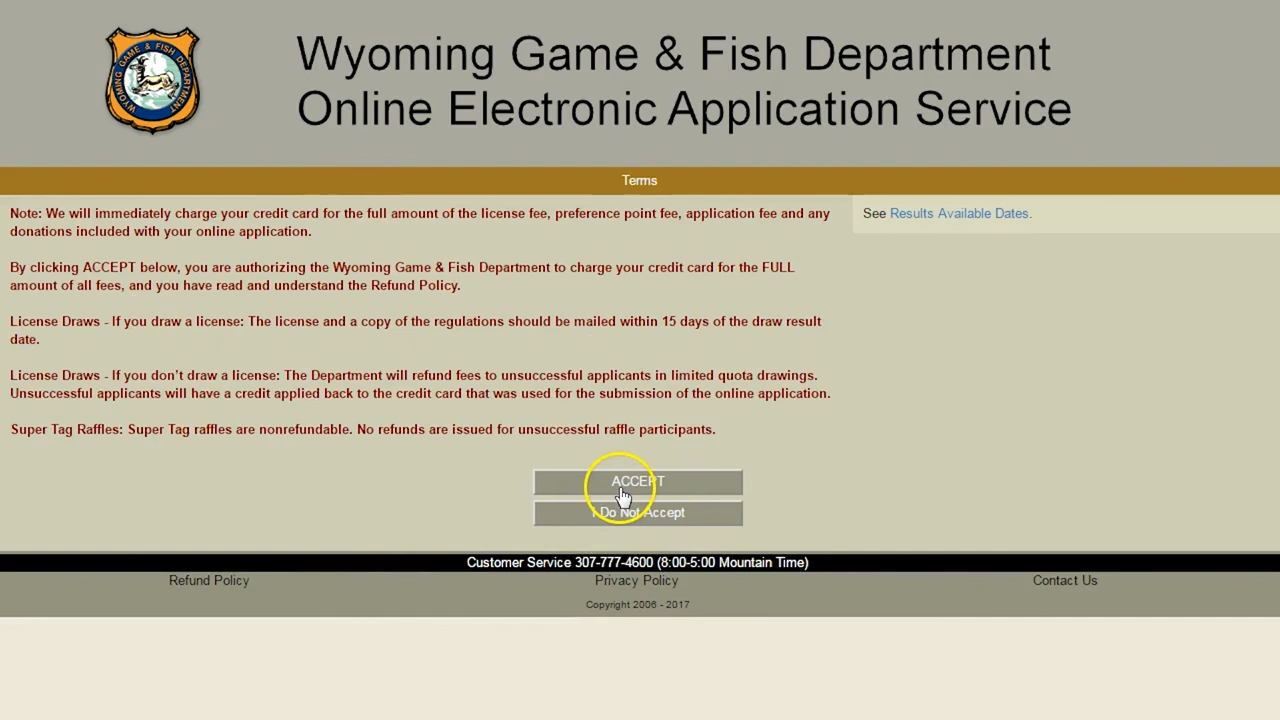 Wyoming Game & Fish Department
Online Electronic Application Service
WYOMING GAME & FISH DEPARTMENT
Terms
Note: We will immediately charge your credit card for the full amount of the license fee, preference point fee, application fee and any
donations included with your online application.
See Results Available Dates.
By clicking ACCEPT below, you are authorizing the Wyoming Game & Fish Department to charge your credit card for the FULL
amount of all fees, and you have read and understand the Refund Policy.
License Draws - If you draw a license: The license and a copy of the regulations should be mailed within 15 days of the draw result
date.
License Draws - If you don't draw a license: The Department will refund fees to unsuccessful applicants in limited quota drawings.
Unsuccessful applicants will have a credit applied back to the credit card that was used for the submission of the online application.
Super Tag Raffles: Super Tag raffles are nonrefundable. No refunds are issued for unsuccessful raffle participants.
ACCEPT
I Do Not Accept
Customer Service 307-777-4600 (8:00-5:00 Mountain Time)
Refund Policy
Privacy Policy
Contact Us
Copyright 2006 - 2017